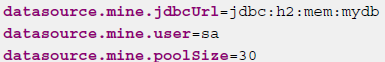 datasource.mine.jdbcUrl=jdbc:h2:mem:mydb
datasource.mine.user=sa
datasource.mine.poolSize=30